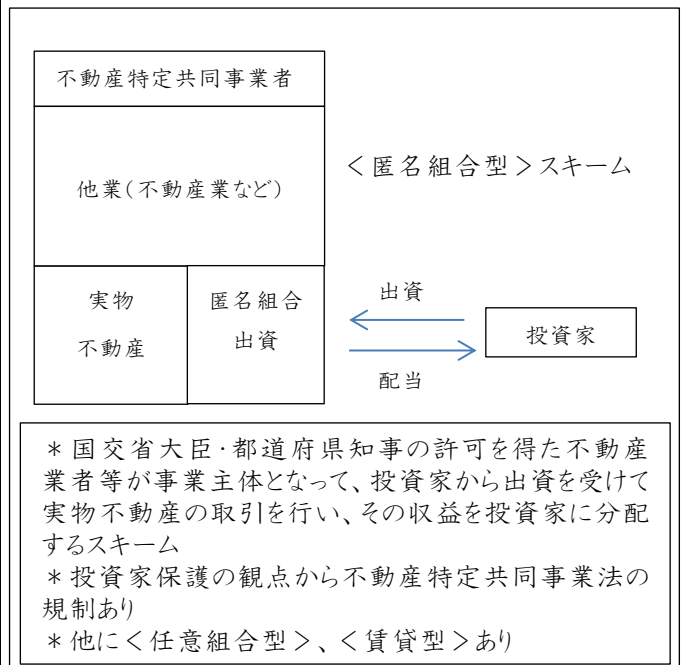 不動産特定共同事業者
他業(不動産業など)
<匿名組合型>スキーム
実物
不動産
匿名組合
出資
出資
配当
投資家
*国交省大臣・都道府県知事の許可を得た不動産
業者等が事業主体となって、投資家から出資を受けて
実物不動産の取引を行い、その収益を投資家に分配
するスキーム
*投資家保護の観点から不動産特定共同事業法の
規制あり
*他に<任意組合型>、<賃貸型>あり